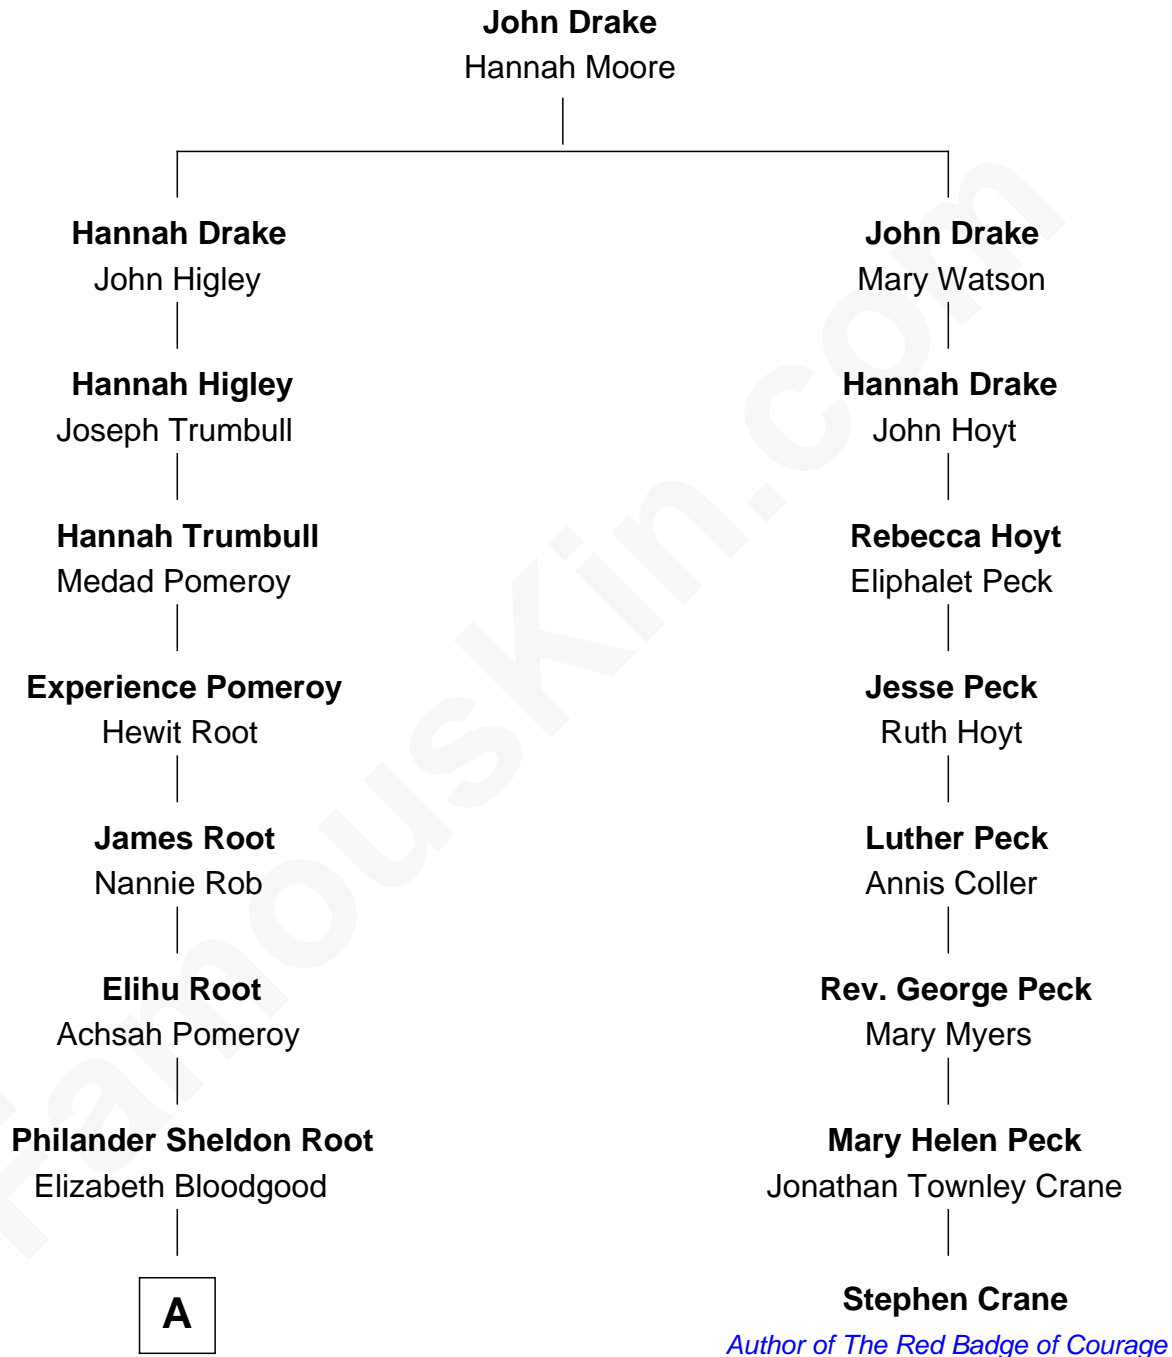 John Drake
Hannah Moore
Hannah Drake
John Higley
John Drake
Mary Watson
Hannah Higley
Joseph Trumbull
Hannah Drake
John Hoyt
Hannah Trumbull
Medad Pomeroy
Rebecca Hoyt
Eliphalet Peck
Experience Pomeroy
Hewit Root
Jesse Peck
Ruth Hoyt
James Root
Nannie Rob
Luther Peck
Annis Coller
Elihu Root
Achsah Pomeroy
Rev. George Peck
Mary Myers
Philander Sheldon Root
Elizabeth Bloodgood
Mary Helen Peck
Jonathan Townley Crane
A
Stephen Crane
Author of The Red Badge of Courage
FamousKin.com